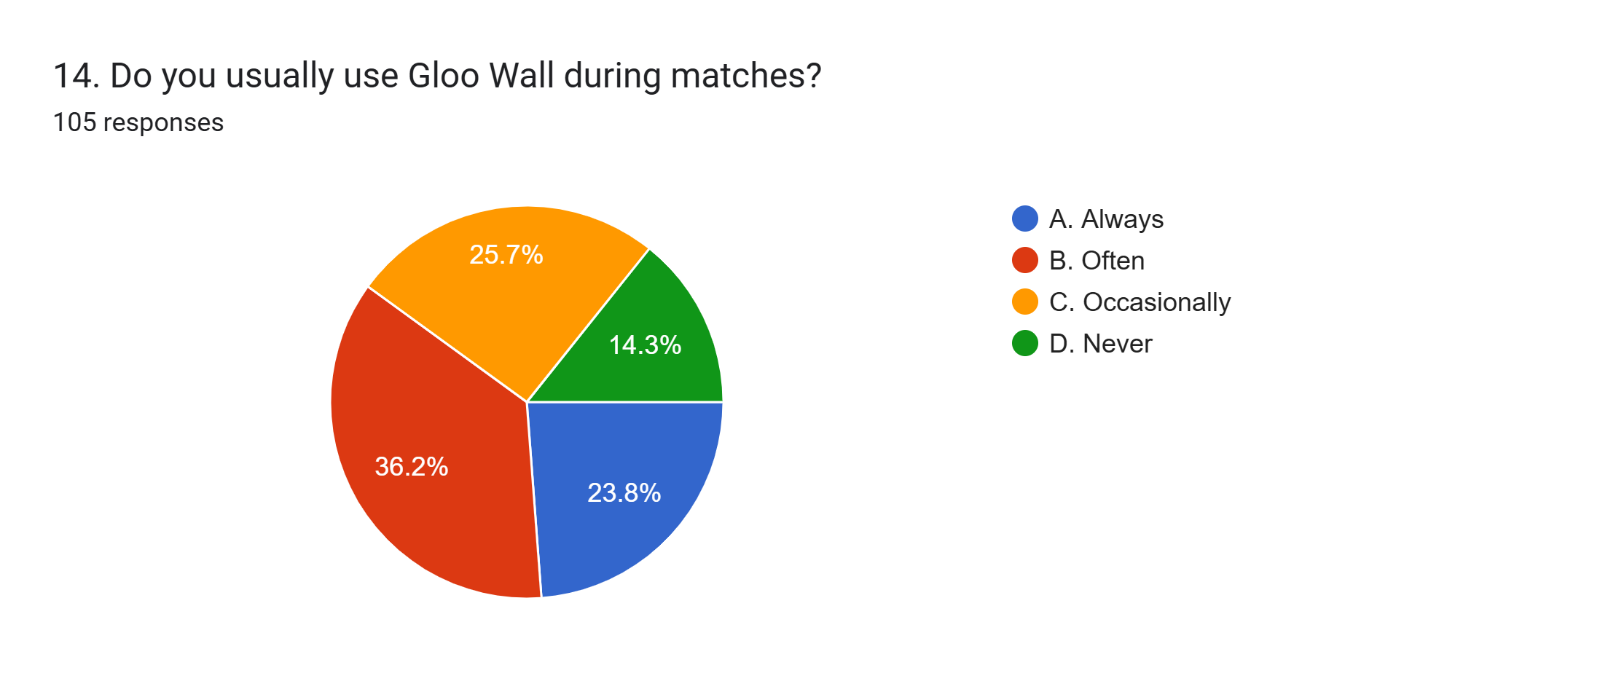 14. Do you usually use Gloo Wall during matches?
105 responses
25.7%
14.3%
36.2%
23.8%
A. Always
B. Often
C. Occasionally
D. Never